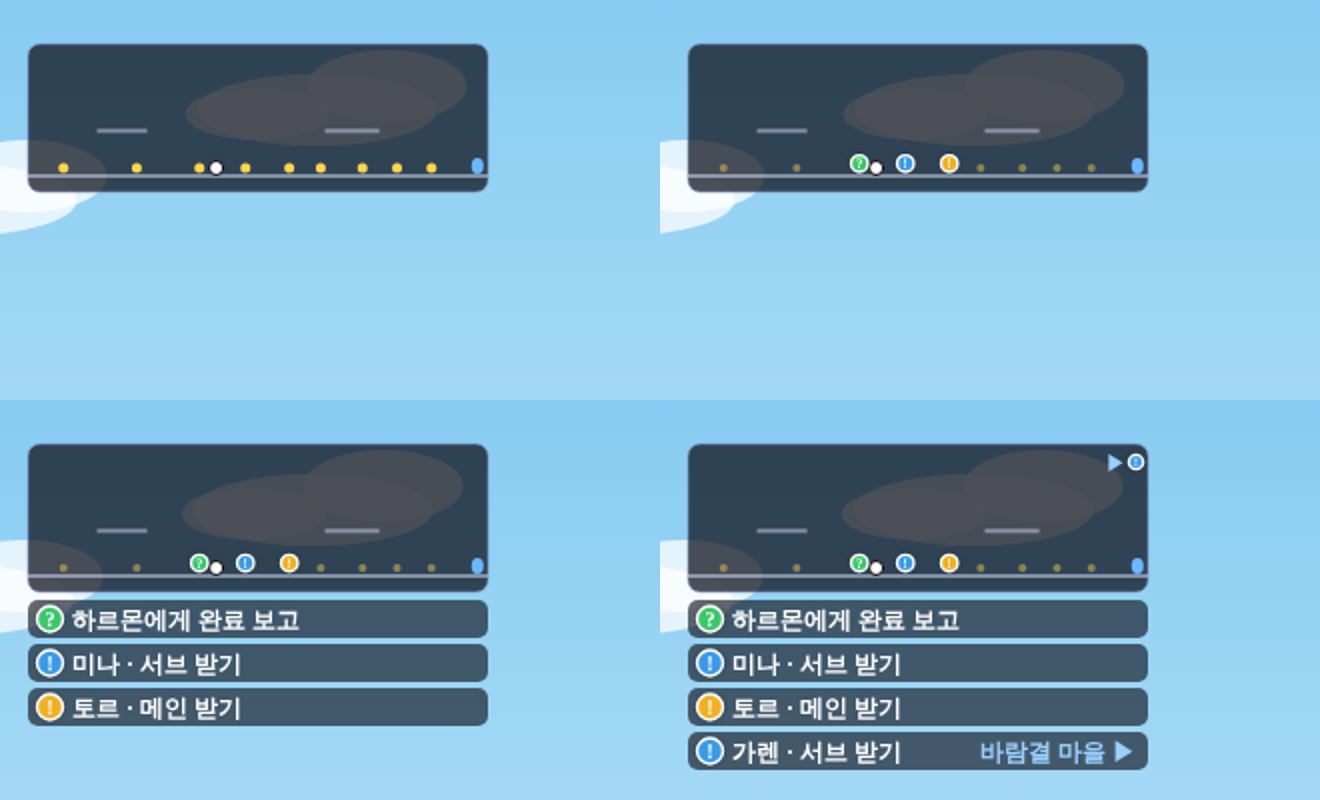 ?
!
!
?
!
!
!
?
!
!
? 하르몬에게 완료 보고
! 미나 · 서브 받기
! 토르 · 메인 받기
?
!
!
? 하르몬에게 완료 보고
! 미나 · 서브 받기
! 토르 · 메인 받기
! 가렌 · 서브 받기 바람결 마을 ▶